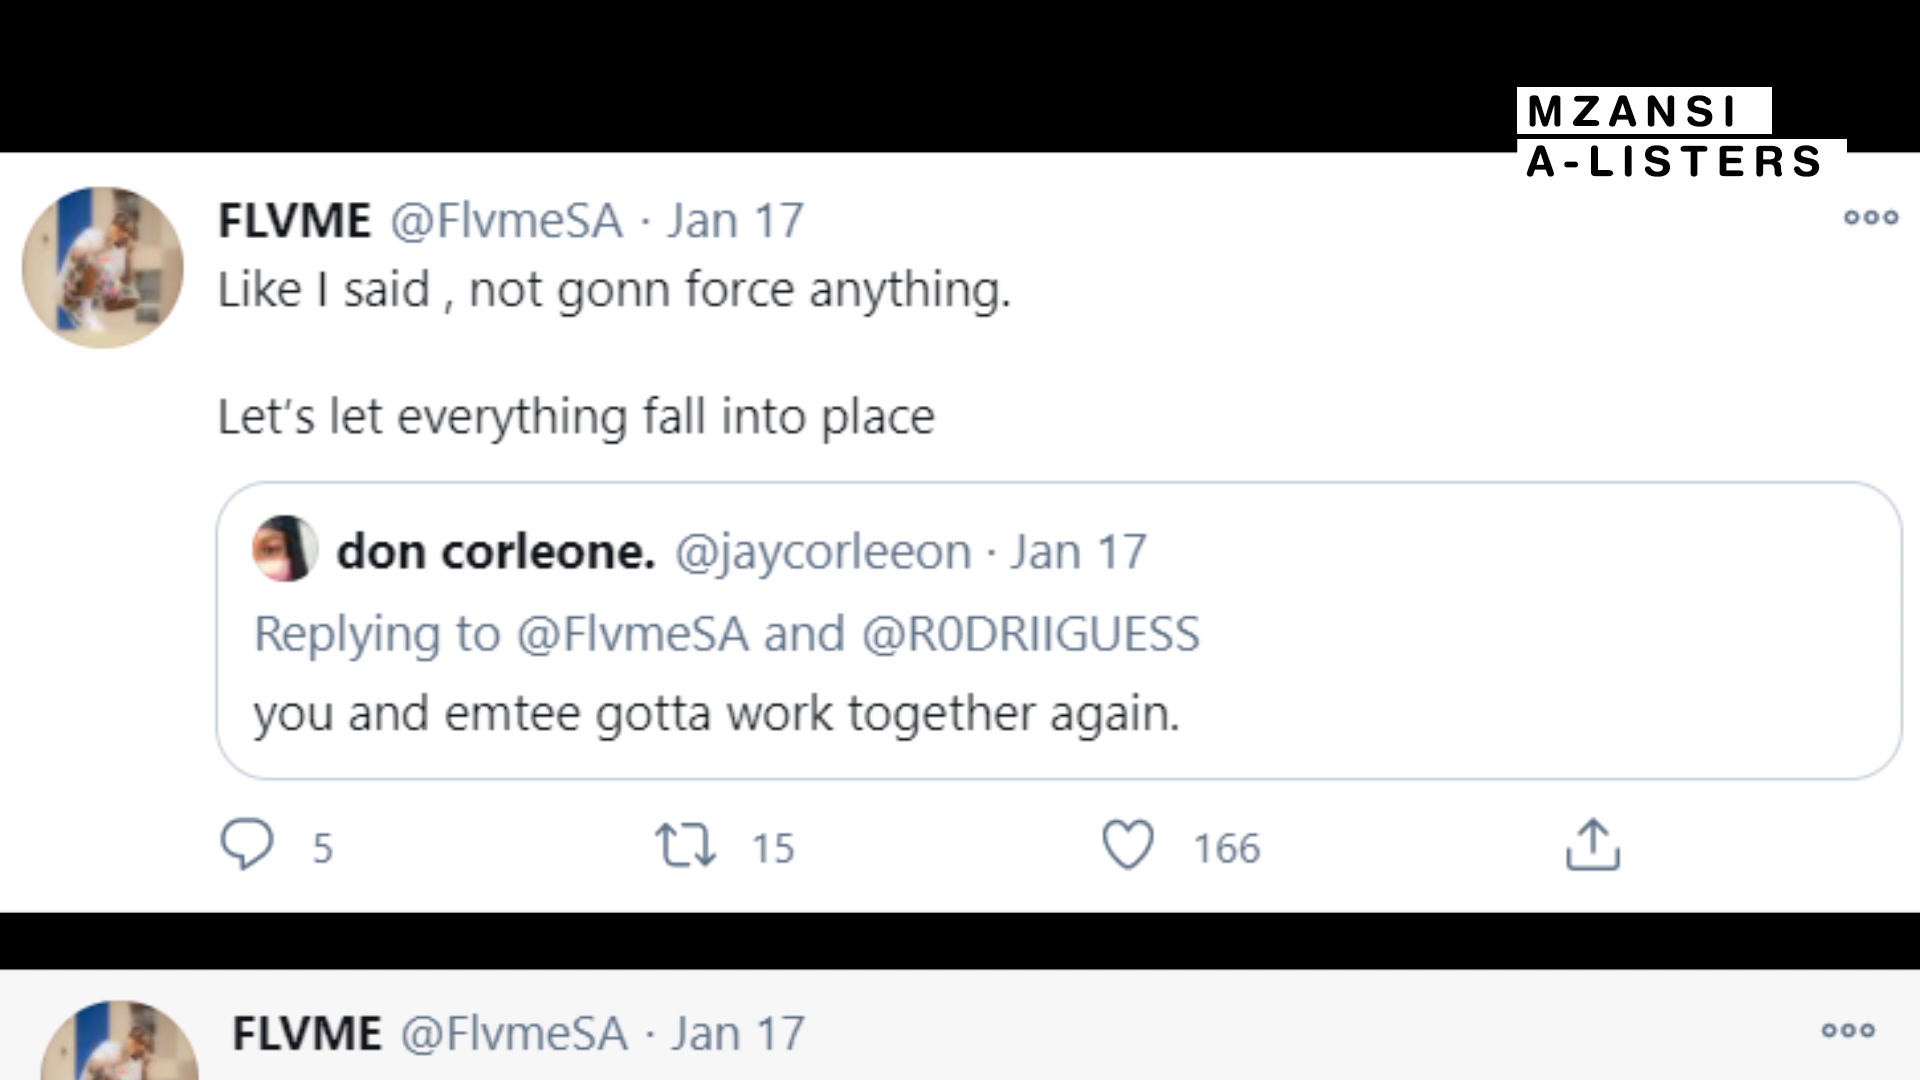 MZANSI
A-LISTERS
FLVME @FlvmeSA · Jan 17
Like I said , not gonn force anything.
Let's let everything fall into place
don corleone. @jaycorleeon · Jan 17
Replying to @FlvmeSA and @R0DRIIGUESS
you and emtee gotta work together again.
5 15 166
FLVME @FlvmeSA · Jan 17